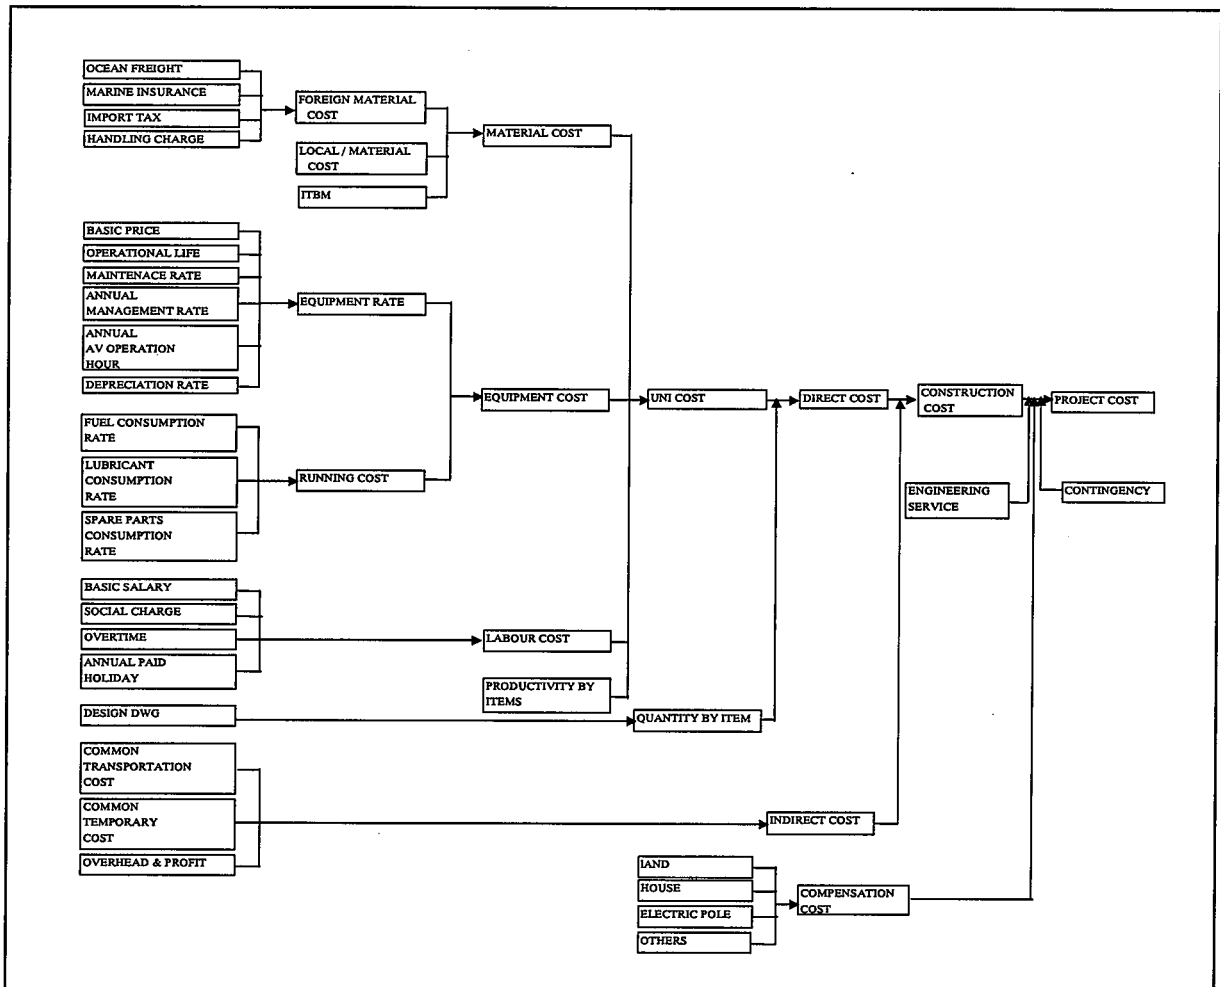 OCEAN FREIGHT
MARINE INSURANCE
IMPORT TAX
HANDLING CHARGE
FOREIGN MATERIAL
COST
LOCAL / MATERIAL
COST
ITBM
MATERIAL COST
BASIC PRICE
OPERATIONAL LIFE
MAINTENACE RATE
ANNUAL
MANAGEMENT RATE
ANNUAL
AV OPERATION
HOUR
DEPRECIATION RATE
EQUIPMENT RATE
FUEL CONSUMPTION
RATE
LUBRICANT
CONSUMPTION
RATE
SPARE PARTS
CONSUMPTION
RATE
RUNNING COST
EQUIPMENT COST
UNI COST
DIRECT COST
CONSTRUCTION
COST
PROJECT COST
ENGINEERING
SERVICE
CONTINGENCY
BASIC SALARY
SOCIAL CHARGE
OVERTIME
ANNUAL PAID
HOLIDAY
LABOUR COST
PRODUCTIVITY BY
ITEMS
DESIGN DWG
QUANTITY BY ITEM
COMMON
TRANSPORTATION
COST
COMMON
TEMPORARY
COST
OVERHEAD & PROFIT
INDIRECT COST
IAND
HOUSE
ELECTRIC POLE
OTHERS
COMPENSATION
COST